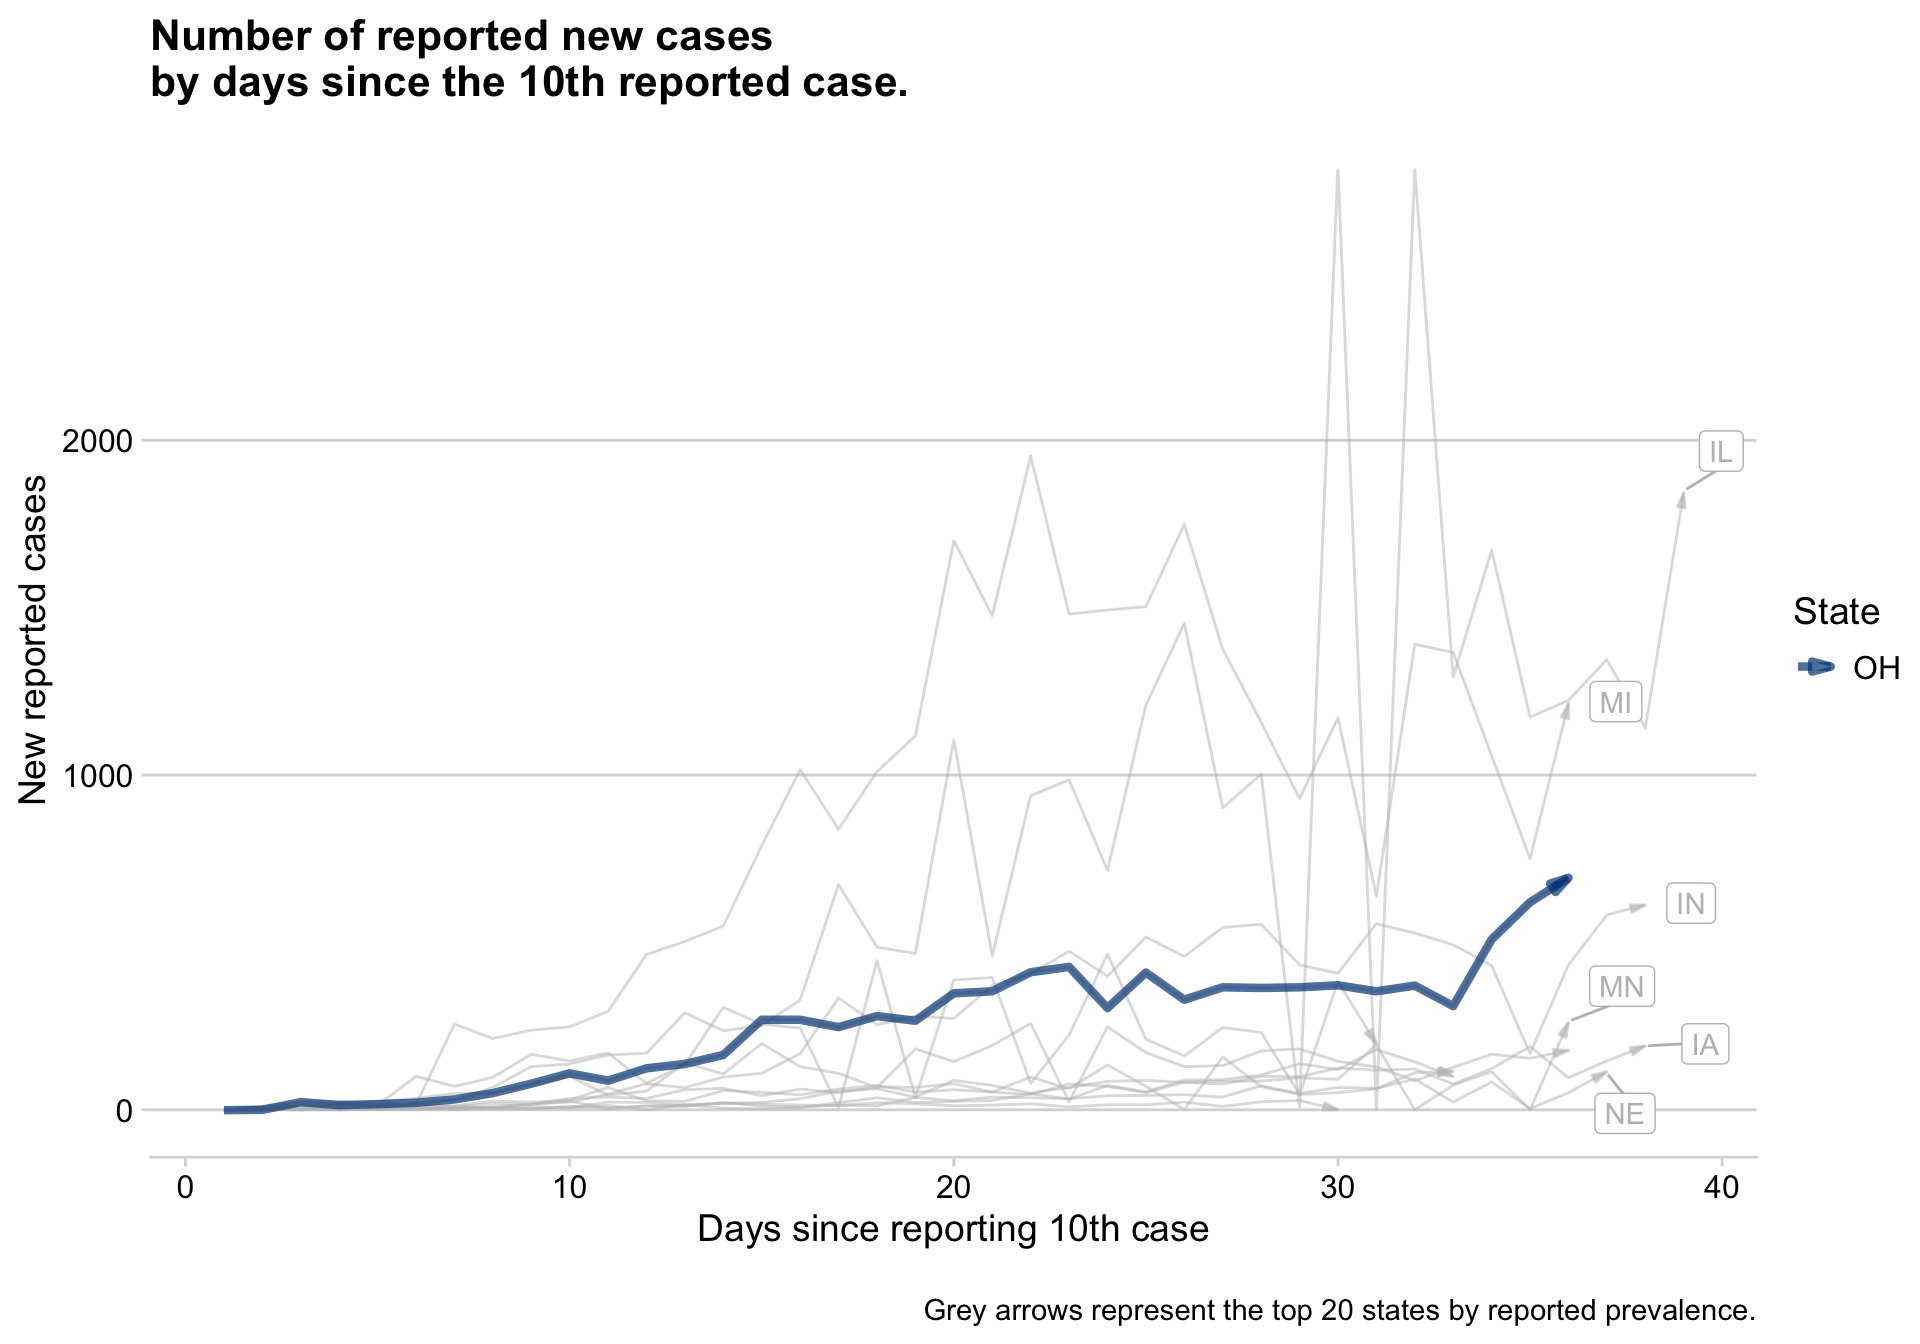 Number of reported new cases
by days since the 10th reported case.
New reported cases
2000
1000
0
IL
MI
IN
MN
IA
NE
State
OH
0 10 20 30 40
Days since reporting 10th case
Grey arrows represent the top 20 states by reported prevalence.